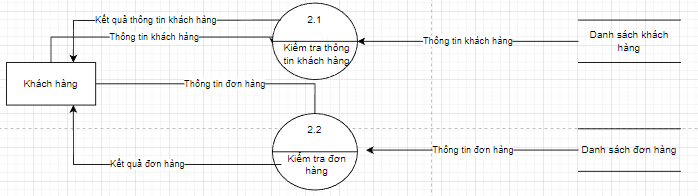 Kết quả thông tin khách hàng
2.1
Thông tin khách hàng
Kiểm tra thông
tin khách hàng
Thông tin khách hàng
Danh sách khách
hàng
Khách hàng
Thông tin đơn hàng
2.2
Kiểm tra đơn
hàng
Thông tin đơn hàng
Danh sách đơn hàng
Kết quả đơn hàng